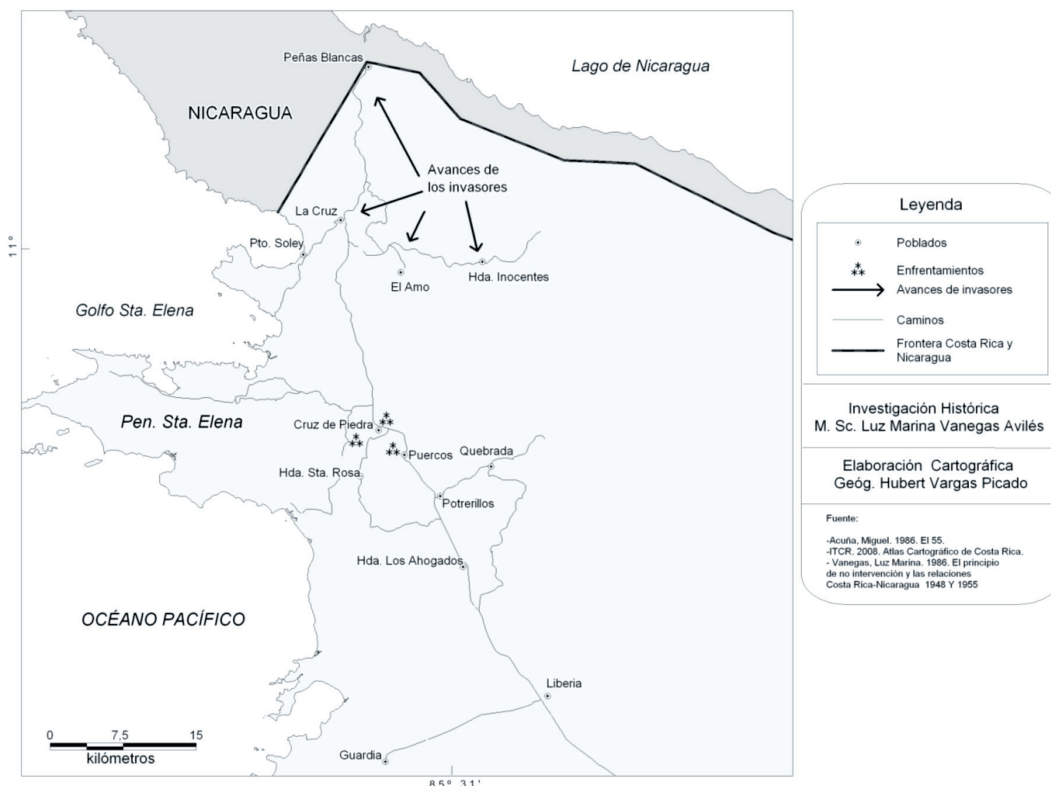 Peñas Blancas
Lago de Nicaragua
NICARAGUA
Avances de
los invasores
La Cruz
Pto. Soley
11°
El Amo
Hda. Inocentes
Golfo Sta. Elena
Pen. Sta. Elena
Cruz de Piedra
Puercos
Quebrada
Hda. Sta. Rosa
Potrerillos
Hda. Los Ahogados
OCÉANO PACÍFICO
Liberia
Guardia
0 7,5 15
kilómetros
85° 31'
Leyenda
Poblados
Enfrentamientos
Avances de invasores
Caminos
Frontera Costa Rica y
Nicaragua
Investigación Histórica
M. Sc. Luz Marina Vanegas Avilés
Elaboración Cartográfica
Geóg. Hubert Vargas Picado
Fuente:
-Acuña, Miguel. 1986. El 55.
-ITCR. 2008. Atlas Cartográfico de Costa Rica.
- Vanegas, Luz Marina. 1986. El principio
de no intervención y las relaciones
Costa Rica-Nicaragua 1948 Y 1955